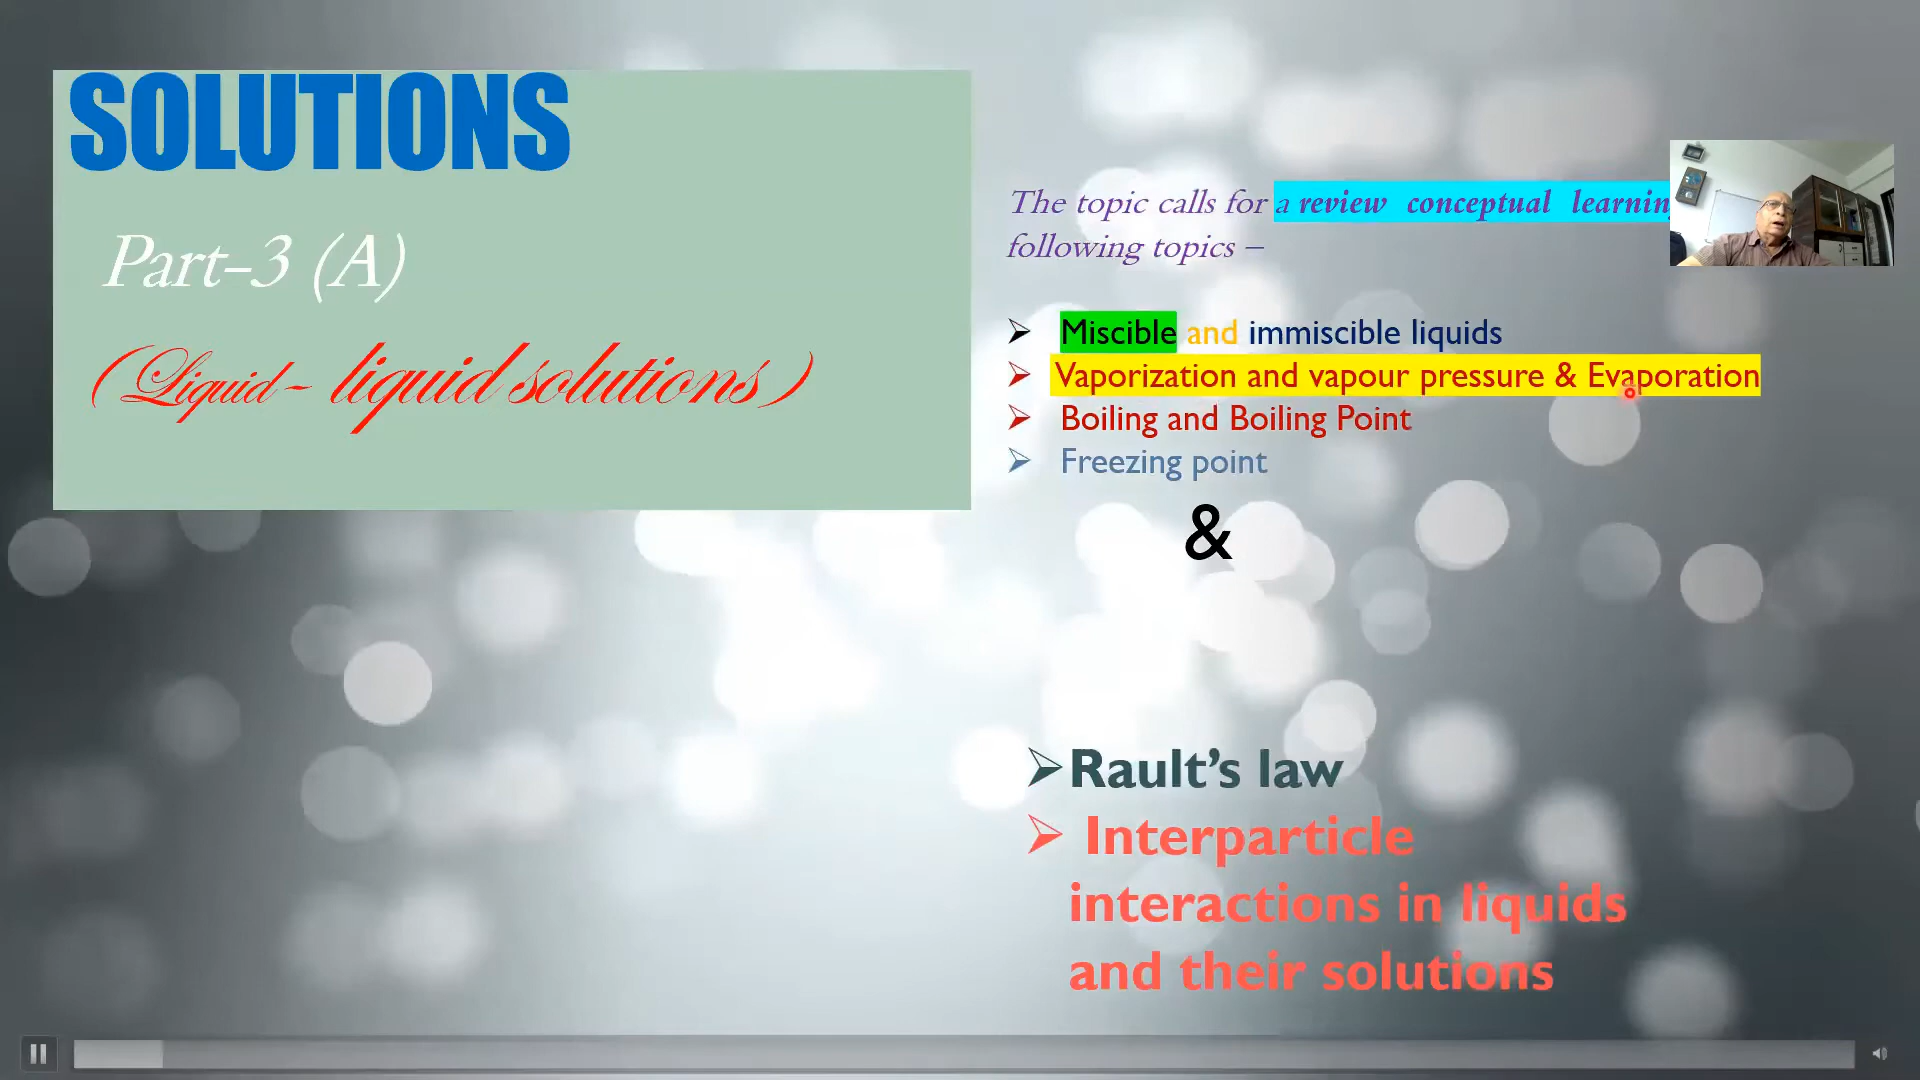 SOLUTIONS
Part-3 (A)
(Liquid- liquid solutions)
The topic calls for a review conceptual
following topics –
➢ Miscible and immiscible liquids
➢ Vaporization and vapour pressure & Evaporation
➢ Boiling and Boiling Point
➢ Freezing point
&
➢Rault’s law
➢ Interparticle
interactions in liquids
and their solutions